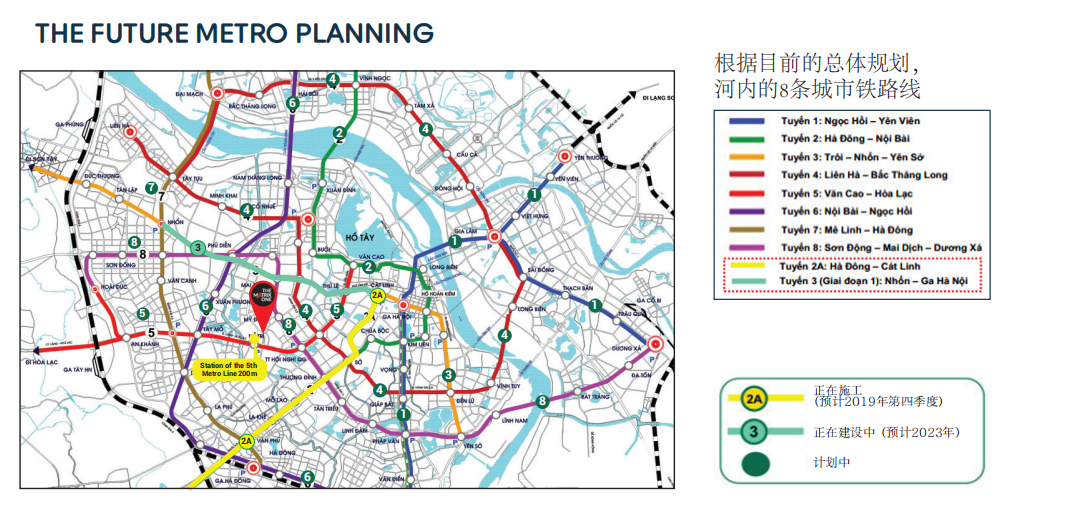 THE FUTURE METRO PLANNING
根据目前的总体规划，
河内的8条城市铁路线
Tuyến 1: Ngọc Hồi – Yên Viên
Tuyến 2: Hà Đông – Nội Bài
Tuyến 3: Trôi – Nhổn – Yên Sở
Tuyến 4: Liên Hà – Bắc Thăng Long
Tuyến 5: Văn Cao – Hòa Lạc
Tuyến 6: Nội Bài – Ngọc Hồi
Tuyến 7: Mê Linh – Hà Đông
Tuyến 8: Sơn Động – Mai Dịch – Dương Xá
Tuyến 2A: Hà Đông – Cát Linh
Tuyến 3 (Giai đoạn 1): Nhổn – Ga Hà Nội
2A
正在施工
(预计2019年第四季度)
3
正在建设中 (预计2023年)
计划中
VĨNH NGỌC
ĐẠI MẠCH
BẮC THĂNG LONG
HẢI BỐI
TÀM XÁ
ĐI LẠNG SƠ
GA PHÙNG
LIÊN HÀ
CẦU CẢ
YÊN THƯỜNG
ĐI SƠN TÂY
ĐỨC THƯỢNG
TÂN LẬP
TÂY TỰU
NAM THĂNG LONG
XUÂN ĐỈNH
ĐÔNG HỘI
YÊN VIÊN
MINH KHAI
CỔ NHUẾ
NHỔN
VIỆT HƯNG
PHÚ DIỄN
HỒ TÂY
GIA LÂM
BƯỞI
SƠN ĐỒNG
VĂN CAO
LONG BIÊN
SÀI ĐỒNG
HOÀI ĐỨC
VÂN CANH
THỦ LỆ
CÁT LINH
2A
THẠCH BÀN
XUÂN PHƯƠNG
HỒ HOÀN KIẾM
GA CỔ BI
THE MATRIX ONE
GA HÀ NỘI
LONG BIÊN
TRÂU QUỲ
AN KHÁNH
TÂY MỖ
MỸ Đ
CHÙA BỘC
KIM LIÊN
DƯƠNG XÁ
ĐI HÒA LẠC
GA TÂY HN
Station of the 5th
Metro Line 200m
TT HỘI NGHỊ QG
VỌNG
ĐA TỐN
THƯỢNG ĐÌNH
VĨNH TUY
MỖ LAO
GIÁP BÁT
ĐỀN LỪ
BÁT TRÀNG
LA PHÙ
LA KHÊ
TÂN TRIỀU
LĨNH NAM
LINH ĐÀM
2A
VĂN PHÚ
PHÁP VÂN
YÊN SỞ
HÀ ĐÔNG
GA HÀ ĐÔNG
VĂN ĐIỂN